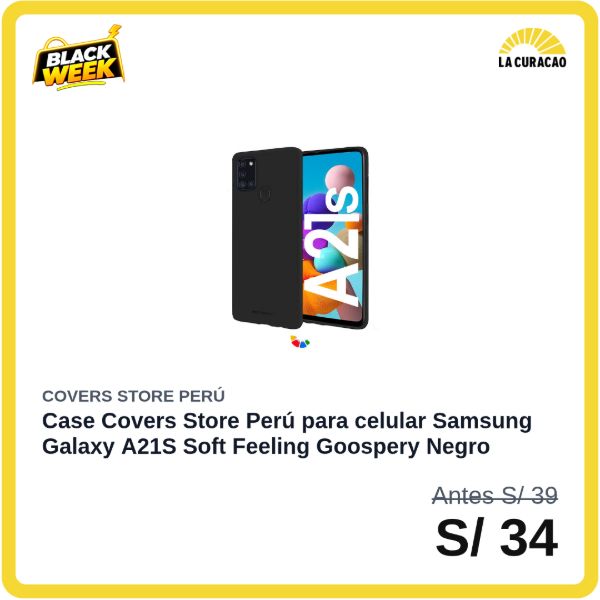 BLACK
WEEK
LA CURACAO
A21s
COVERS STORE PERÚ
Case Covers Store Perú para celular Samsung
Galaxy A21S Soft Feeling Goospery Negro
Antes S/ 39
S/ 34